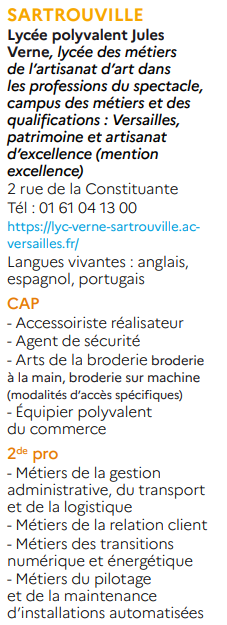 SARTROUVILLE
Lycée polyvalent Jules
Verne, lycée des métiers
de l’artisanat d’art dans
les professions du spectacle,
campus des métiers et des
qualifications : Versailles,
patrimoine et artisanat
d’excellence (mention
excellence)
2 rue de la Constituante
Tél : 01 61 04 13 00
https://lyc-verne-sartrouville.ac-
versailles.fr/
Langues vivantes : anglais,
espagnol, portugais
CAP
- Accessoiriste réalisateur
- Agent de sécurité
- Arts de la broderie broderie
à la main, broderie sur machine
(modalités d’accès spécifiques)
- Équipier polyvalent
du commerce
2de pro
- Métiers de la gestion
administrative, du transport
et de la logistique
- Métiers de la relation client
- Métiers des transitions
numérique et énergétique
- Métiers du pilotage
et de la maintenance
d’installations automatisées